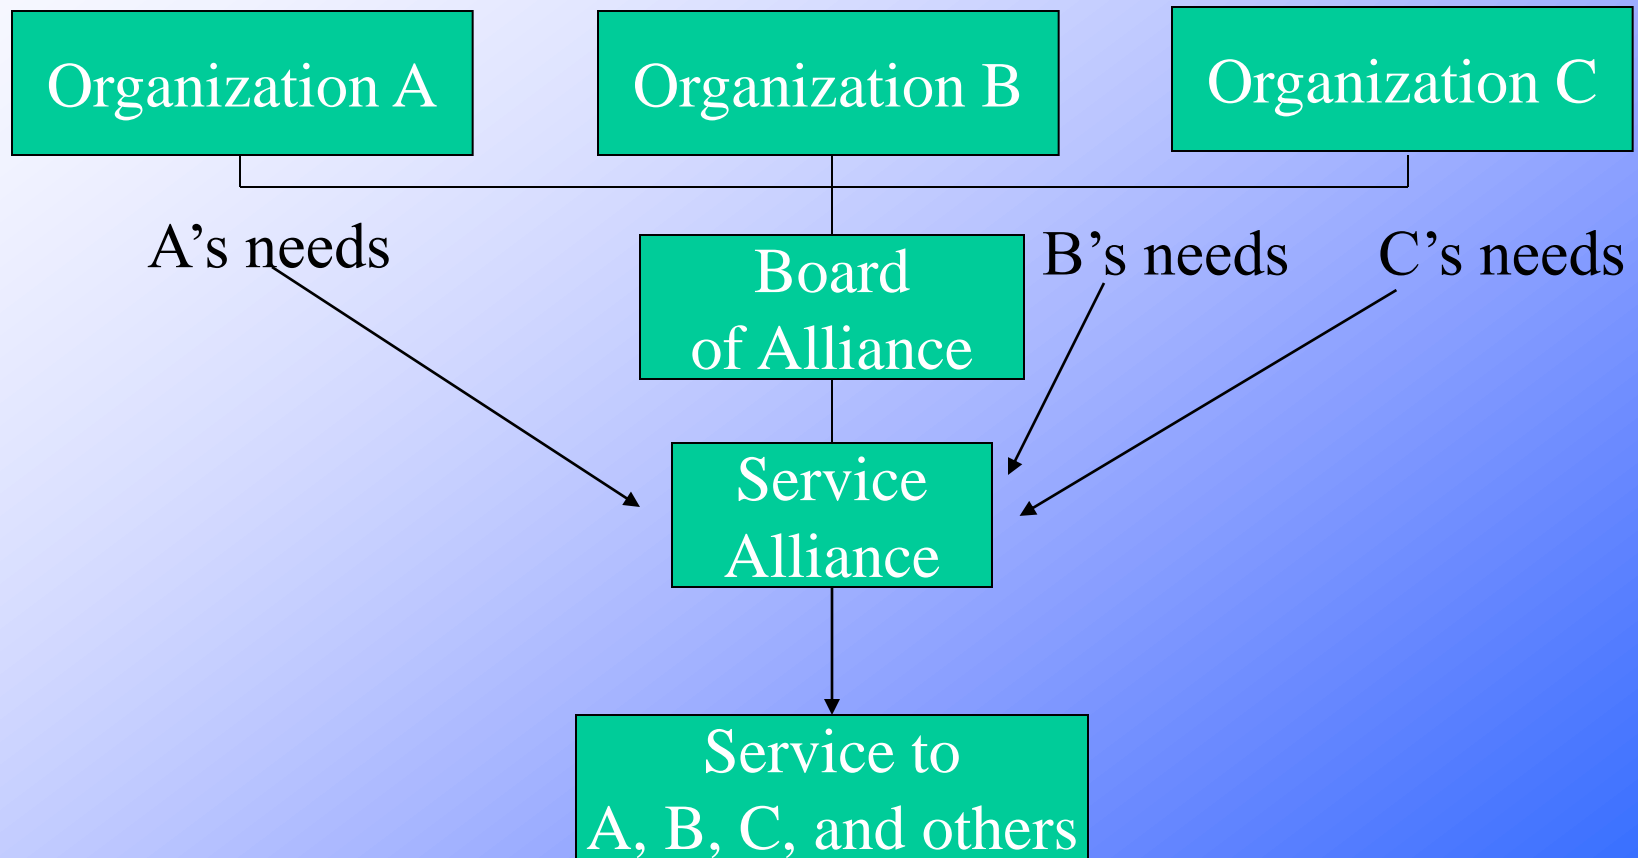 Organization A
Organization B
Organization C
A’s needs
Board
of Alliance
B’s needs
C’s needs
Service
Alliance
Service to
A, B, C, and others